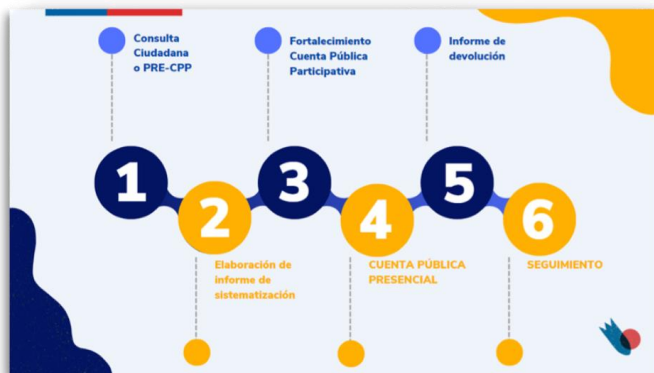 Consulta
Ciudadana
o PRE-CPP
Fortalecimiento
Cuenta Pública
Participativa
Informe de
devolución
1
2
3
4
5
6
Elaboración de
informe de
sistematización
CUENTA PÚBLICA
PRESENCIAL
SEGUIMIENTO